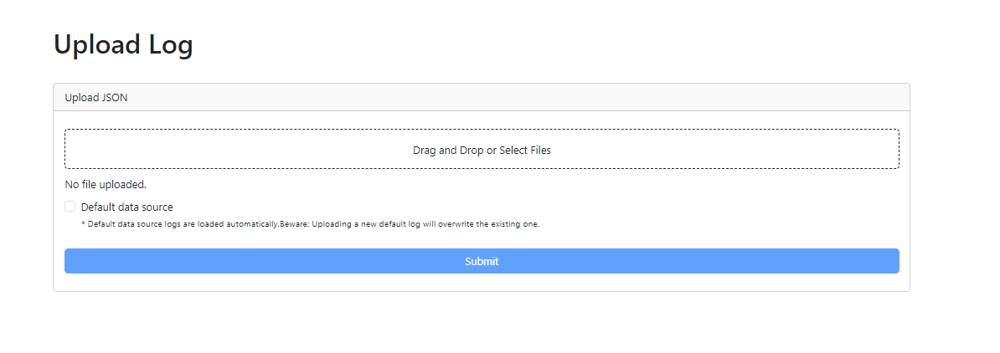 Upload Log
Upload JSON
Drag and Drop or Select Files
No file uploaded.
Default data source
* Default data source logs are loaded automatically.Beware: Uploading a new default log will overwrite the existing one.
Submit